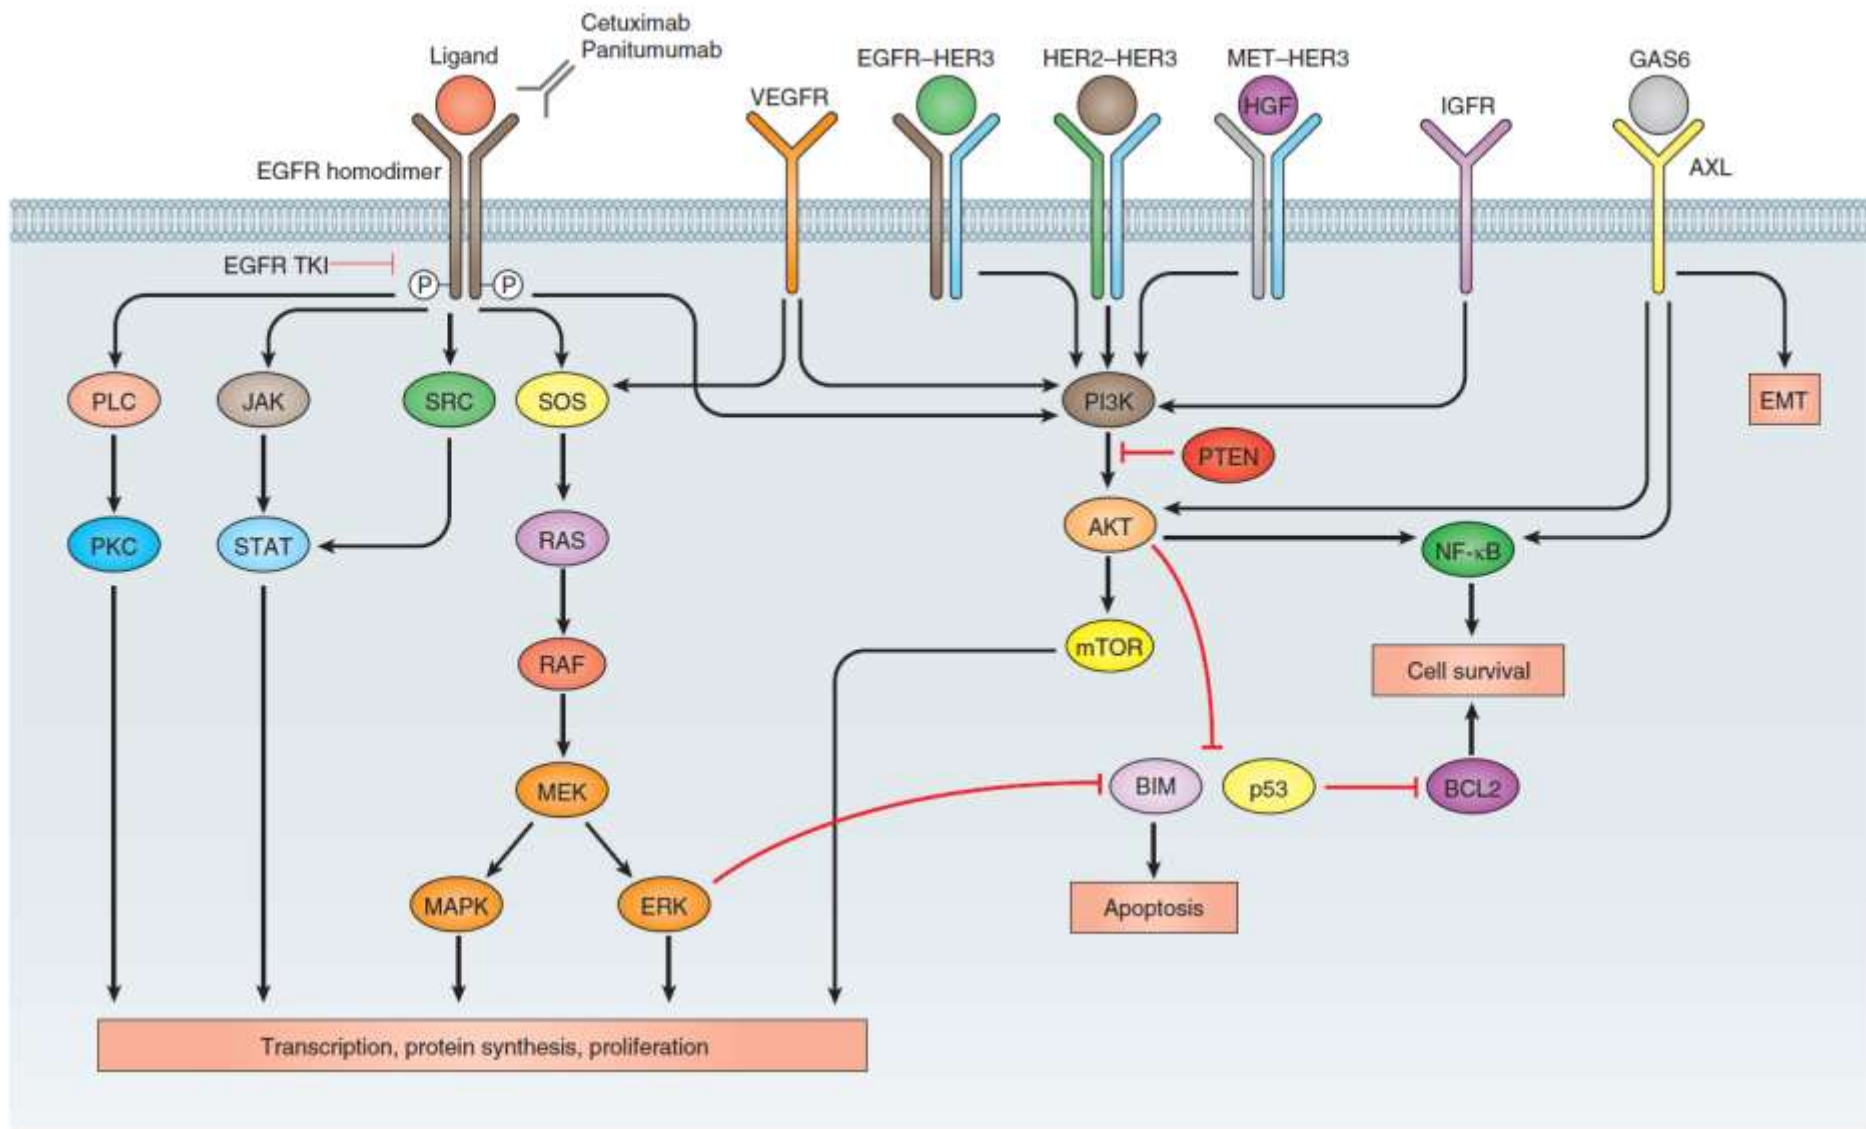 Cetuximab
Panitumumab
Ligand
EGFR–HER3
HER2–HER3
MET–HER3
GAS6
VEGFR
HGF
IGFR
EGFR homodimer
AXL
EGFR TKI
P
P
PLC
JAK
SRC
SOS
PI3K
EMT
PTEN
AKT
PKC
STAT
RAS
NF-κB
mTOR
RAF
Cell survival
MEK
BIM
p53
BCL2
MAPK
ERK
Apoptosis
Transcription, protein synthesis, proliferation